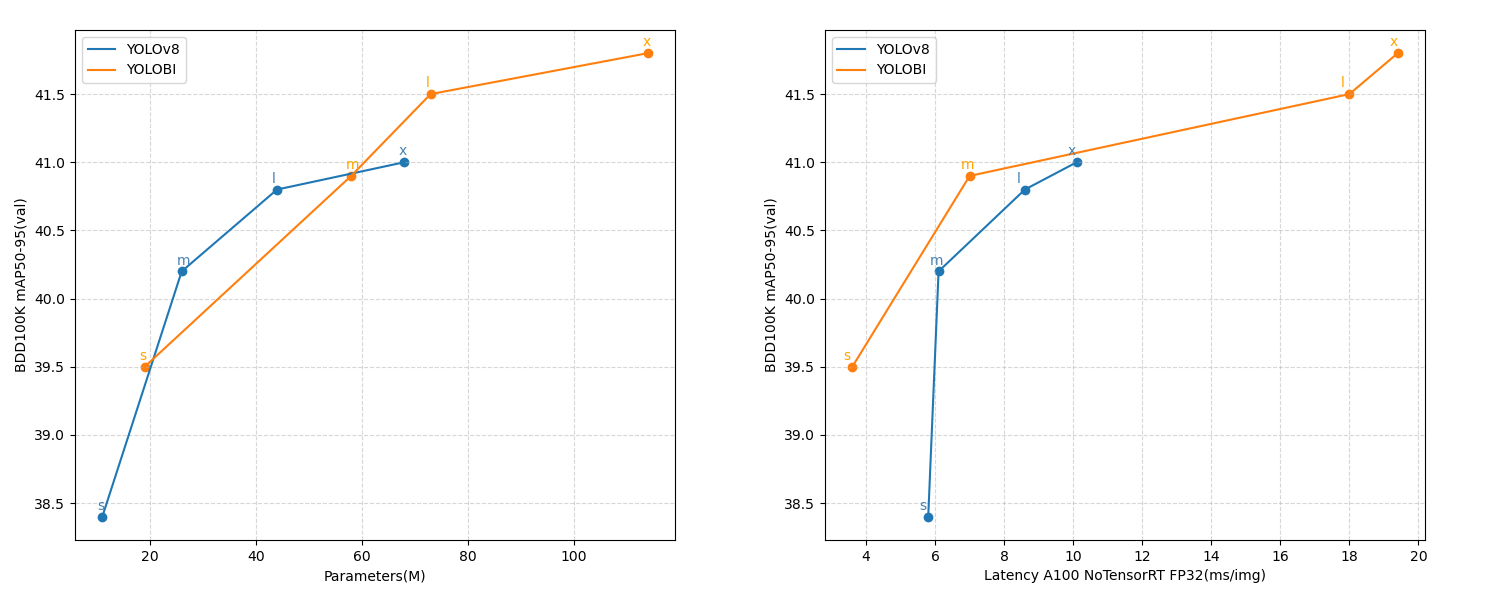 YOLOv8
YOLOBI
x
l
m
x
l
m
s
s
41.5
41.0
40.5
40.0
39.5
39.0
38.5
BDD100K mAP50-95(val)
20
40
60
80
100
Parameters(M)
YOLOv8
YOLOBI
x
l
x
m
l
m
s
s
41.5
41.0
40.5
40.0
39.5
39.0
38.5
BDD100K mAP50-95(val)
4
6
8
10
12
14
16
18
20
Latency A100 NoTensorRT FP32(ms/img)